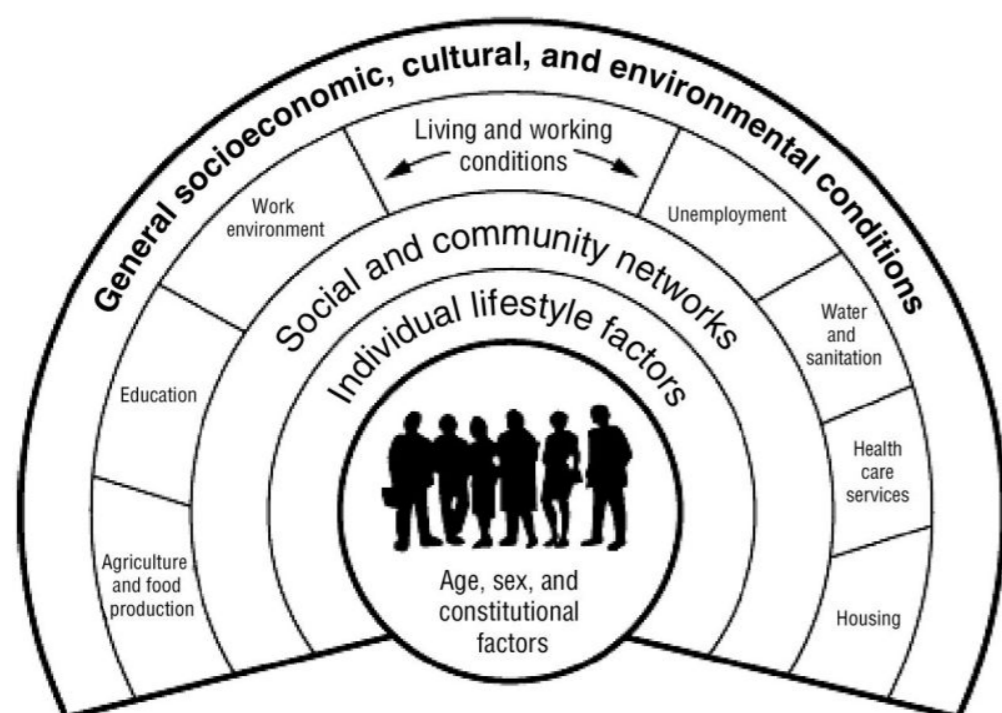 General socioeconomic, cultural, and environmental conditions
Living and working
conditions
Work
environment
Unemployment
Social and community networks
Individual lifestyle factors
Education
Water
and
sanitation
Health
care
services
Agriculture
and food
production
Housing
Age, sex, and
constitutional
factors